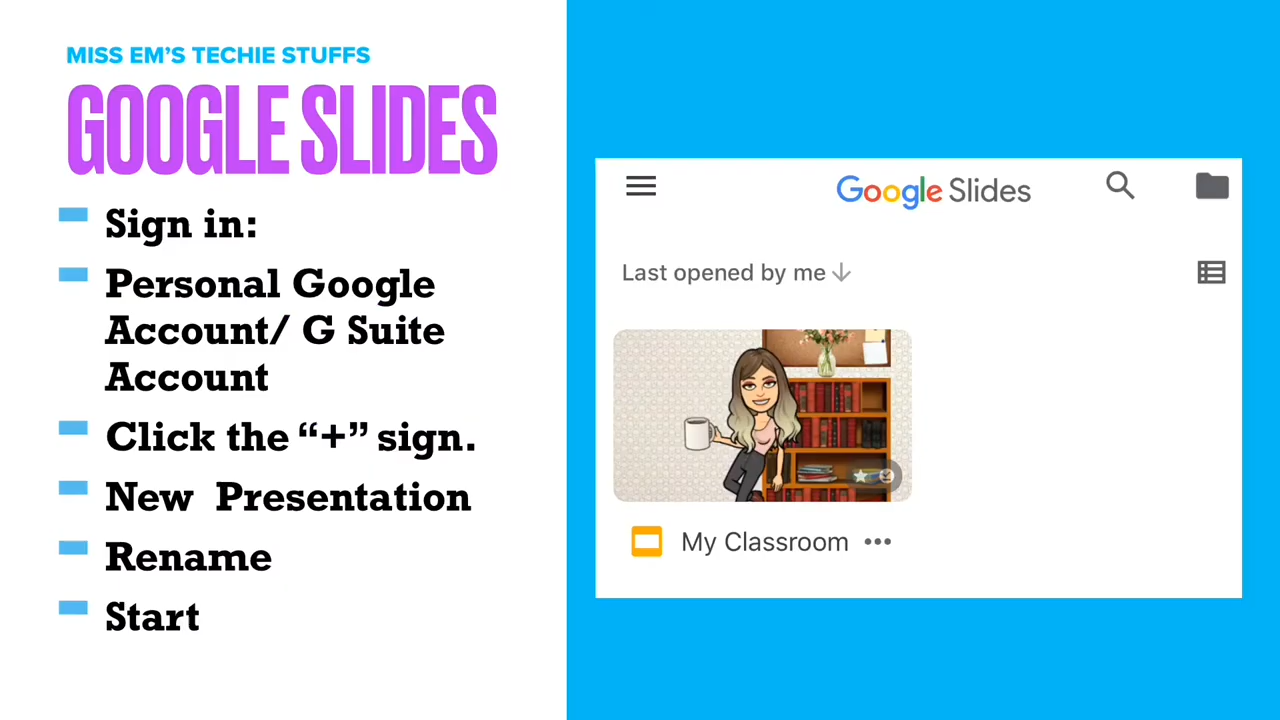 MISS EM’S TECHIE STUFFS
GOOGLE SLIDES
Sign in:
Personal Google
Account/ G Suite
Account
Click the “+” sign.
New Presentation
Rename
Start
Google Slides
Last opened by me
My Classroom